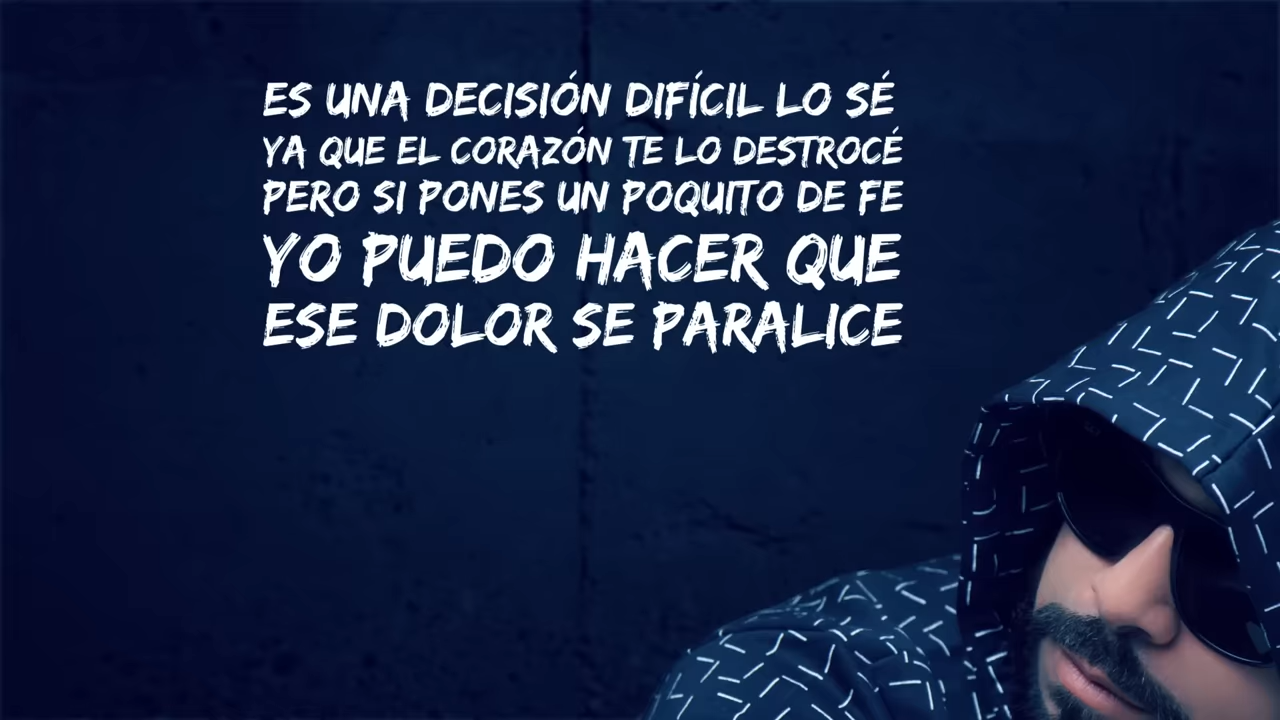 ES UNA DECISIÓN DIFÍCIL LO SÉ
YA QUE EL CORAZÓN TE LO DESTROCÉ
PERO SI PONES UN POQUITO DE FE
YO PUEDO HACER QUE
ESE DOLOR SE PARALICE